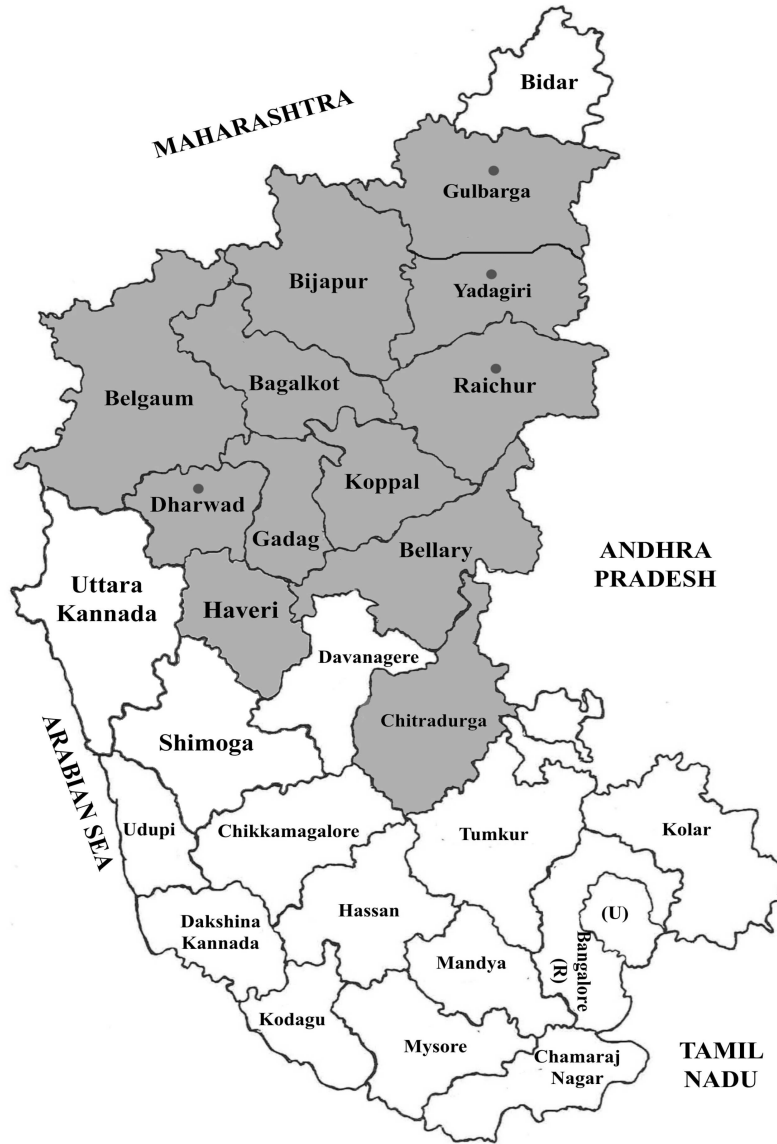 Bidar
MAHARASHTRA
Gulbarga
Bijapur
Yadagiri
Belgaum
Bagalkot
Raichur
Koppal
Dharwad
Gadag
Bellary
ANDHRA
PRADESH
Uttara
Kannada
Haveri
Davanagere
Chitradurga
Shimoga
ARABIAN SEA
Udupi
Chikkamagalore
Tumkur
Kolar
Dakshina
Kannada
Hassan
(U)
Mandya
Bangalore
(R)
Kodagu
Mysore
Chamaraj
Nagar
TAMIL
NADU